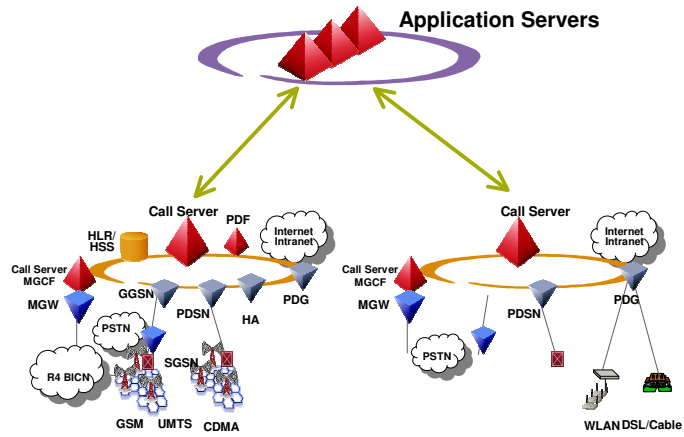 Application Servers
Call Server
PDF
HLR/
HSS
Internet
Intranet
Call Server
MGCF
MGW
GGSN
PDSN
HA
PDG
PSTN
SGSN
R4 BICN
GSM
UMTS
CDMA
Call Server
Internet
Intranet
Call Server
MGCF
MGW
PDSN
PDG
PSTN
WLAN
DSL/Cable